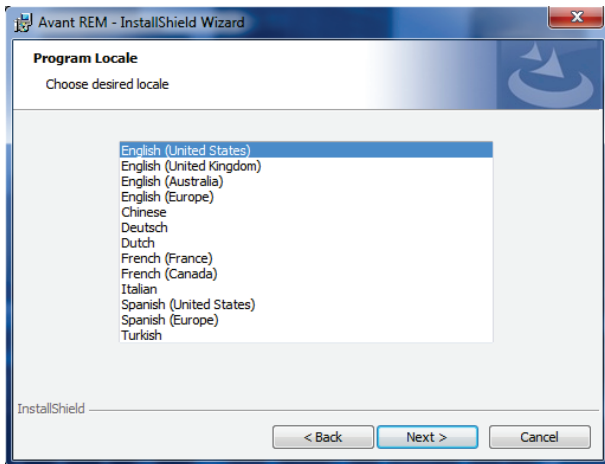 Avant REM - InstallShield Wizard
Program Locale
Choose desired locale
English (United States)
English (United Kingdom)
English (Australia)
English (Europe)
Chinese
Deutsch
Dutch
French (France)
French (Canada)
Italian
Spanish (United States)
Spanish (Europe)
Turkish
InstallShield
< Back Next > Cancel